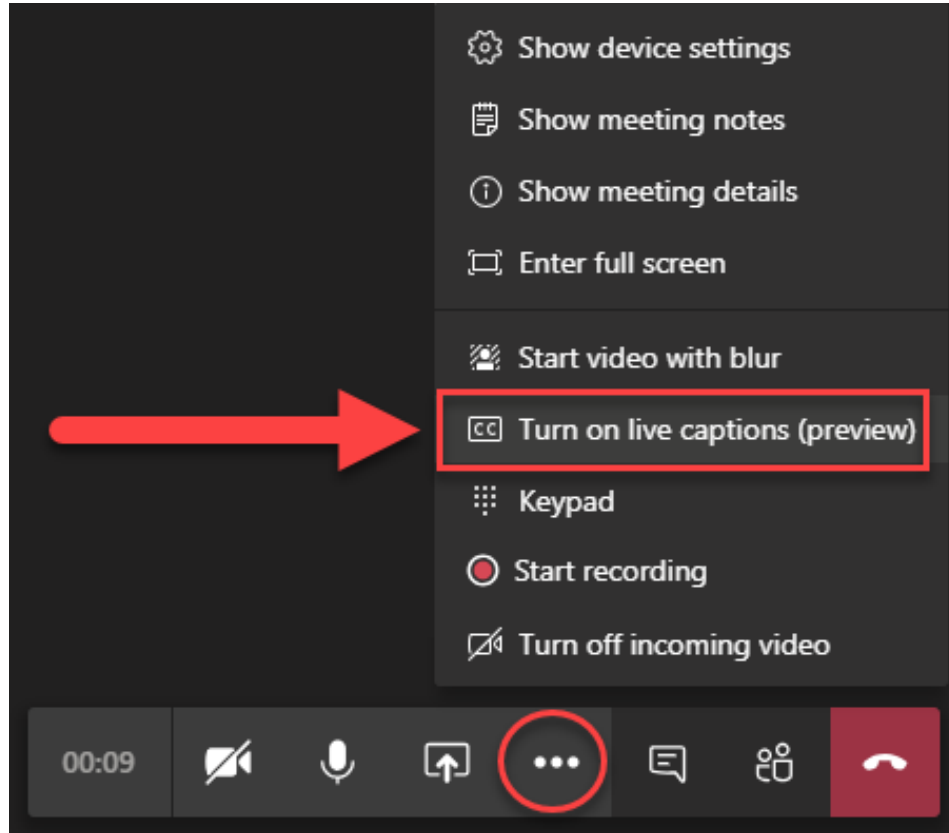 Show device settings
Show meeting notes
Show meeting details
Enter full screen
Start video with blur
CC Turn on live captions (preview)
Keypad
Start recording
Turn off incoming video
00:09